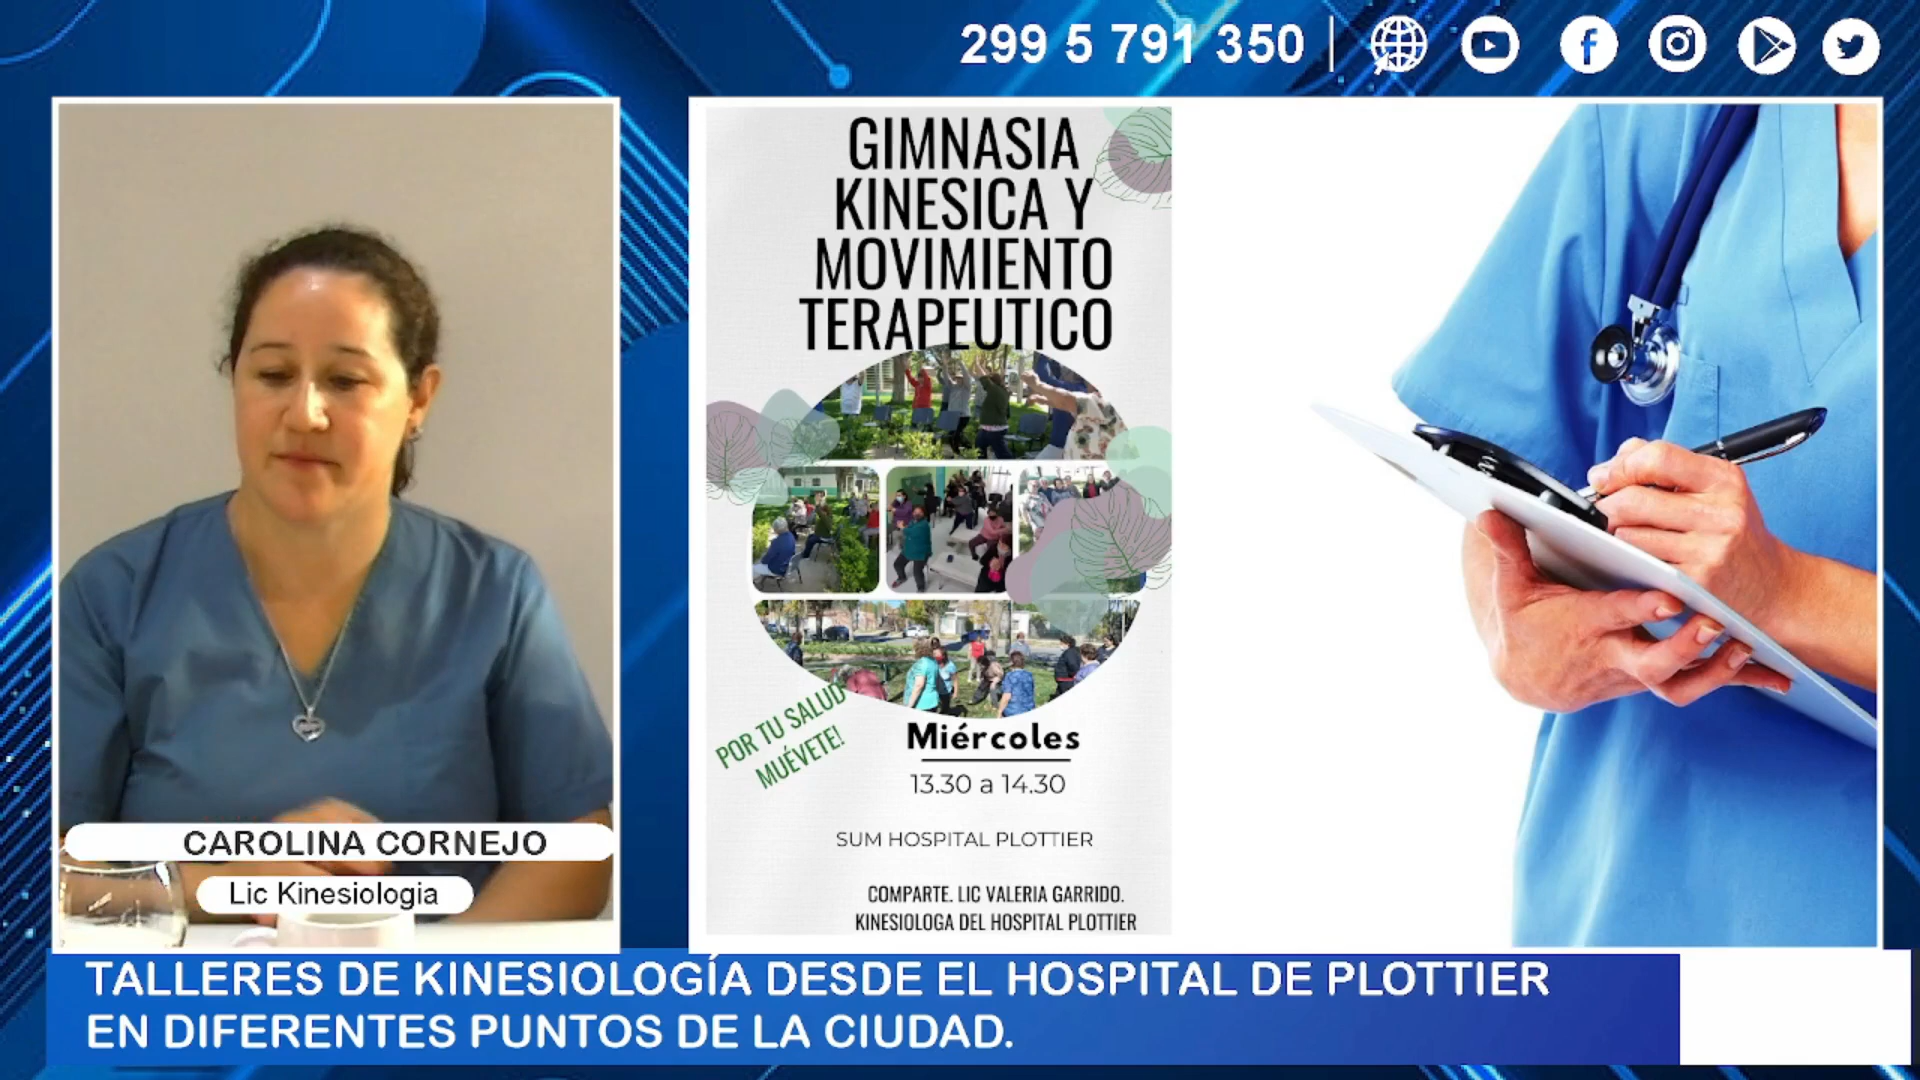 299 5 791 350
GIMNASIA
KINESICA Y
MOVIMIENTO
TERAPEUTICO
POR TU SALUD
MUÉVETE!
Miércoles
13.30 a 14.30
SUM HOSPITAL PLOTTIER
COMPARTE. LIC VALERIA GARRIDO.
KINESIOLOGA DEL HOSPITAL PLOTTIER
CAROLINA CORNEJO
Lic Kinesiologia
TALLERES DE KINESIOLOGÍA DESDE EL HOSPITAL DE PLOTTIER
EN DIFERENTES PUNTOS DE LA CIUDAD.